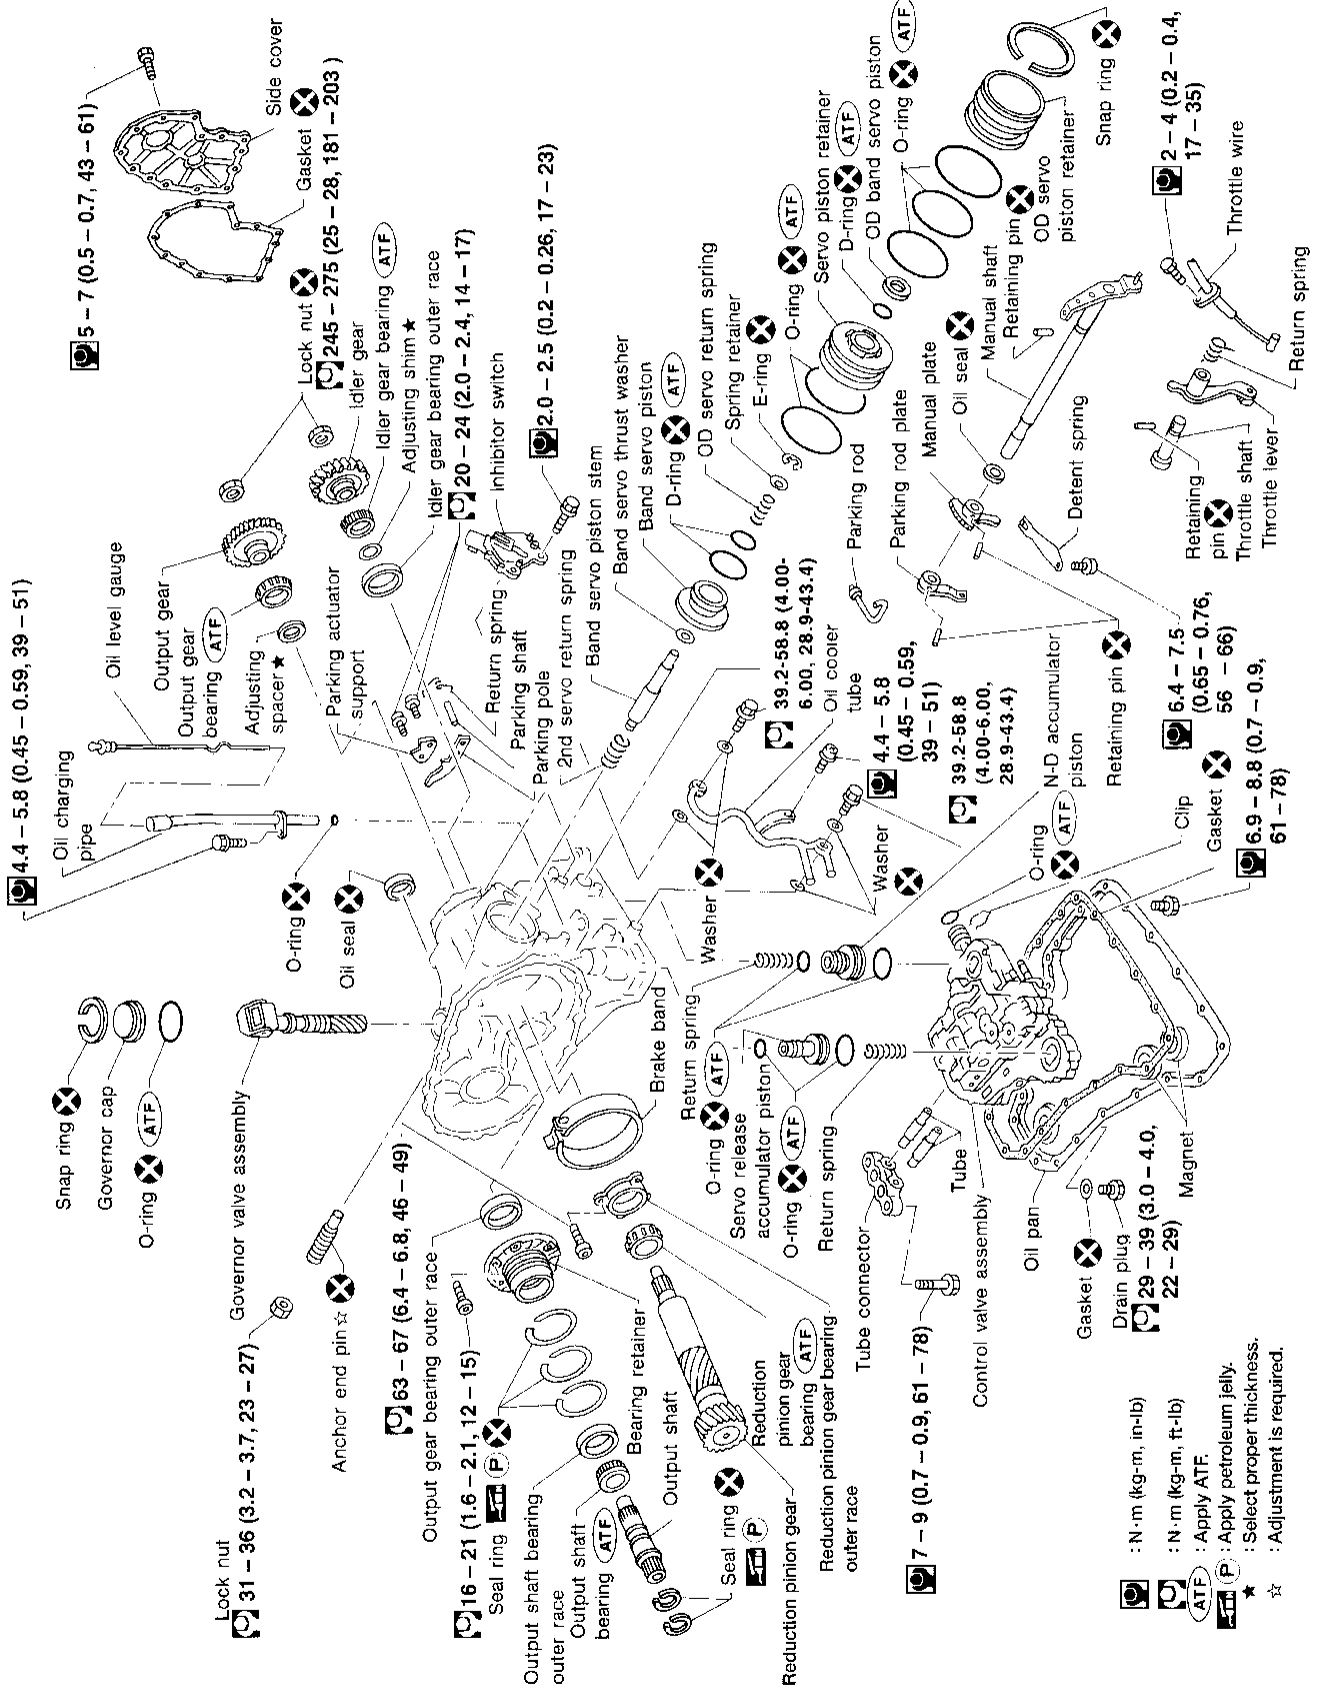 4.4 – 5.8 (0.45 – 0.59, 39 – 51)
Oil charging
pipe
Oil level gauge
Output gear
Output gear
bearing ATF
Adjusting
spacer★
Parking actuator
support
O-ring
Oil seal
5 – 7 (0.5 – 0.7, 43 – 61)
Side cover
Gasket
Lock nut
245 – 275 (25 – 28, 181 – 203 )
Idler gear
Idler gear bearing ATF
Adjusting shim★
Idler gear bearing outer race
20 – 24 (2.0 – 2.4, 14 – 17)
Inhibitor switch
2.0 – 2.5 (0.2 – 0.26, 17 – 23)
Return spring
Parking shaft
Parking pole
2nd servo return spring
Band servo piston stem
Band servo thrust washer
Band servo piston
D-ring ATF
OD servo return spring
Spring retainer
E-ring
O-ring ATF
Servo piston retainer
D-ring ATF
OD band servo piston
O-ring ATF
OD servo
piston retainer
Snap ring
2 – 4 (0.2 – 0.4,
17 – 35)
Throttle wire
Return spring
Retaining
pin
Throttle shaft
Throttle lever
Retaining pin
Manual shaft
Oil seal
Manual plate
Parking rod plate
Parking rod
Detent spring
Retaining pin
6.4 – 7.5
(0.65 – 0.76,
56 – 66)
39.2-58.8 (4.00-
6.00, 28.9-43.4)
Oil cooler
tube
4.4 – 5.8
(0.45 – 0.59,
39 – 51)
39.2-58.8
(4.00-6.00,
28.9-43.4)
Washer
Washer
N-D accumulator
piston
O-ring
ATF
Clip
Gasket
6.9 – 8.8 (0.7 – 0.9,
61 – 78)
Snap ring
Governor cap
O-ring ATF
Governor valve assembly
Anchor end pin☆
Lock nut
31 – 36 (3.2 – 3.7, 23 – 27)
63 – 67 (6.4 – 6.8, 46 – 49)
Output gear bearing outer race
16 – 21 (1.6 – 2.1, 12 – 15)
Seal ring P
Output shaft bearing
outer race
Output shaft
bearing ATF
Bearing retainer
Output shaft
Seal ring
P
Brake band
Return spring
O-ring ATF
Servo release
accumulator piston
O-ring ATF
Return spring
Reduction
pinion gear
bearing ATF
Reduction pinion gear
Reduction pinion gear bearing
outer race
Tube connector
7 – 9 (0.7 – 0.9, 61 – 78)
Tube
Control valve assembly
Oil pan
Gasket
Drain plug
29 – 39 (3.0 – 4.0,
22 – 29)
Magnet
: N·m (kg-m, in-lb)
: N·m (kg-m, ft-lb)
ATF : Apply ATF.
P : Apply petroleum jelly.
★ : Select proper thickness.
☆ : Adjustment is required.